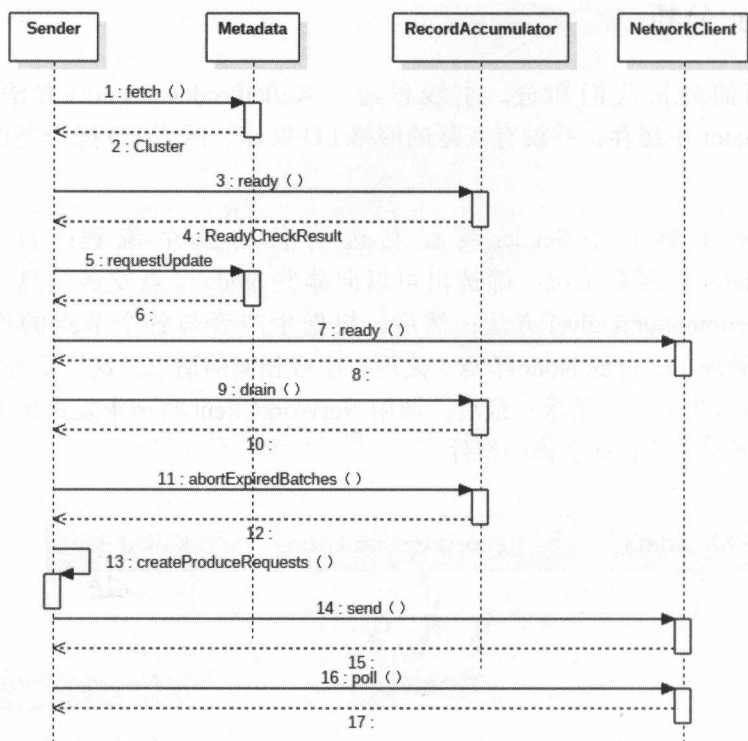 Sender
Metadata
RecordAccumulator
NetworkClient
1 : fetch ( )
2 : Cluster
3 : ready ( )
4 : ReadyCheckResult
5 : requestUpdate
6 :
7 : ready ( )
8 :
9 : drain ( )
10
11 : abortExpiredBatches ( )
12 :
13 : createProduceRequests ( )
14 : send ( )
15 :
16 : poll ( )
17 :